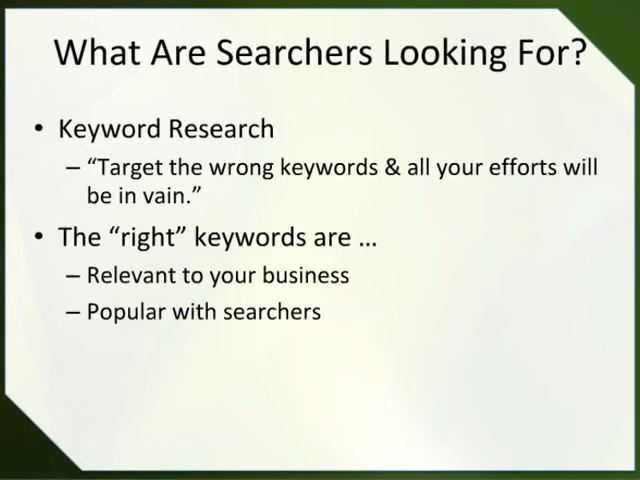 What Are Searchers Looking For?
• Keyword Research
– “Target the wrong keywords & all your efforts will
be in vain.”
• The “right” keywords are …
– Relevant to your business
– Popular with searchers